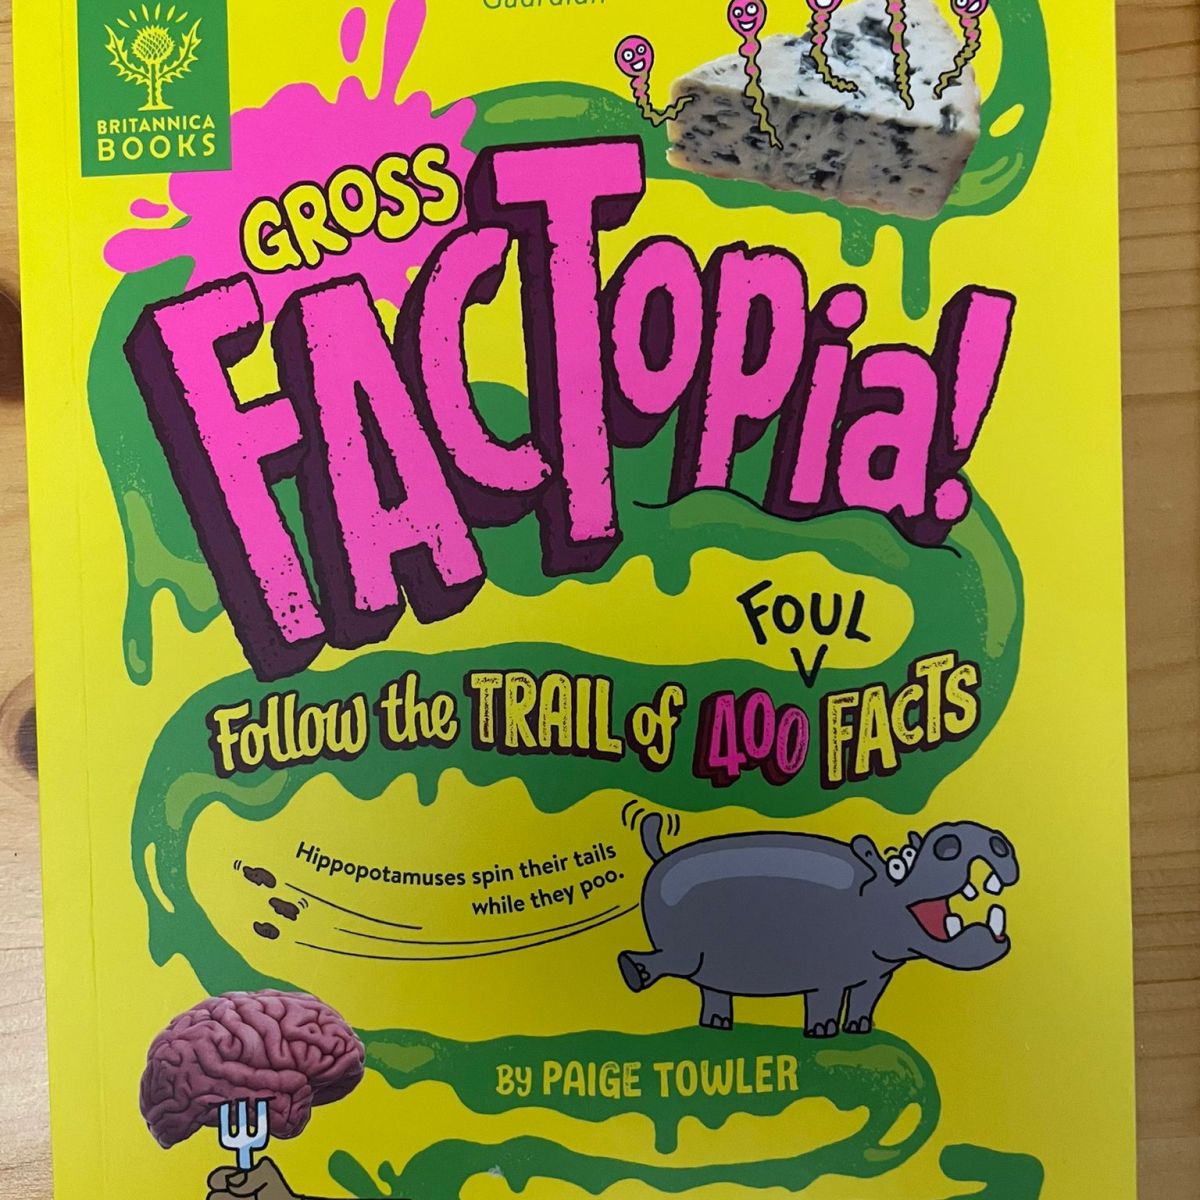 Guardian
BRITANNICA
BOOKS
GROSS
FACTopia!
FOUL
Follow the TRAIL of 400 FACTS
Hippopotamuses spin their tails
while they poo.
BY PAIGE TOWLER